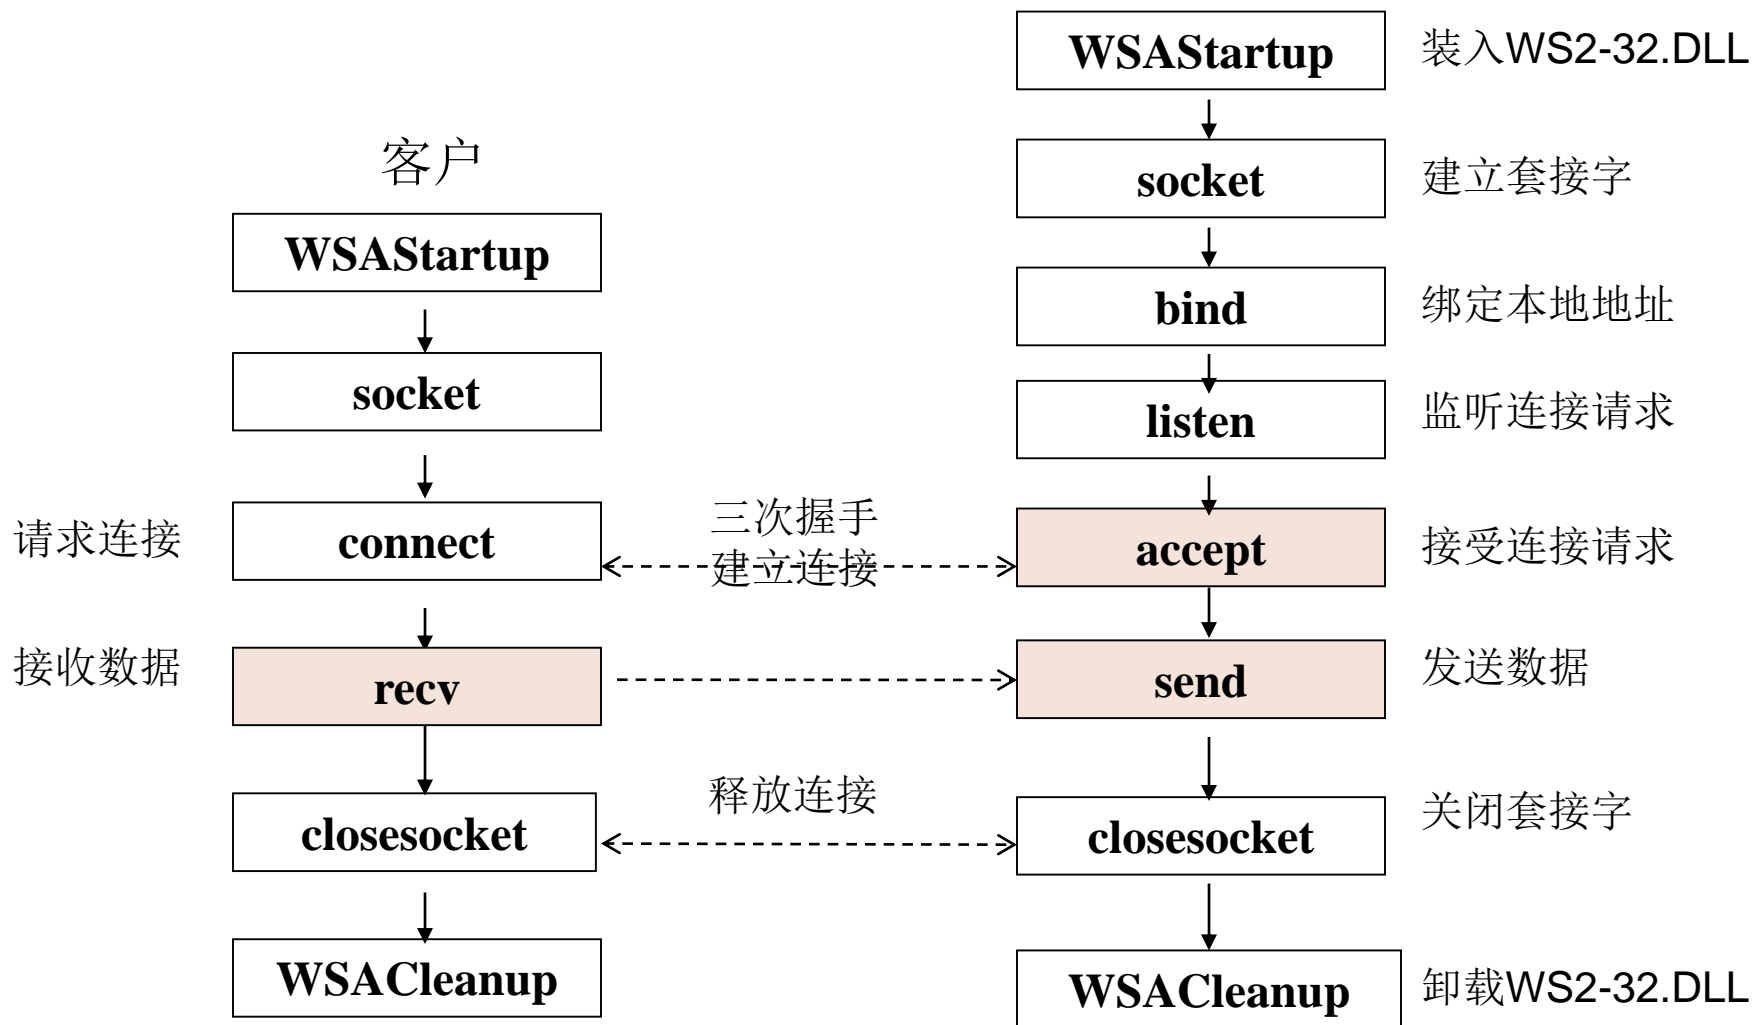 WSAStartup 装入WS2-32.DLL
客户
socket 建立套接字
WSAStartup
bind 绑定本地地址
socket
listen 监听连接请求
三次握手
请求连接 connect
accept 接受连接请求
建立连接
接收数据 recv
send 发送数据
释放连接
关闭套接字
closesocket
closesocket
WSACleanup
WSACleanup 卸载WS2-32.DLL